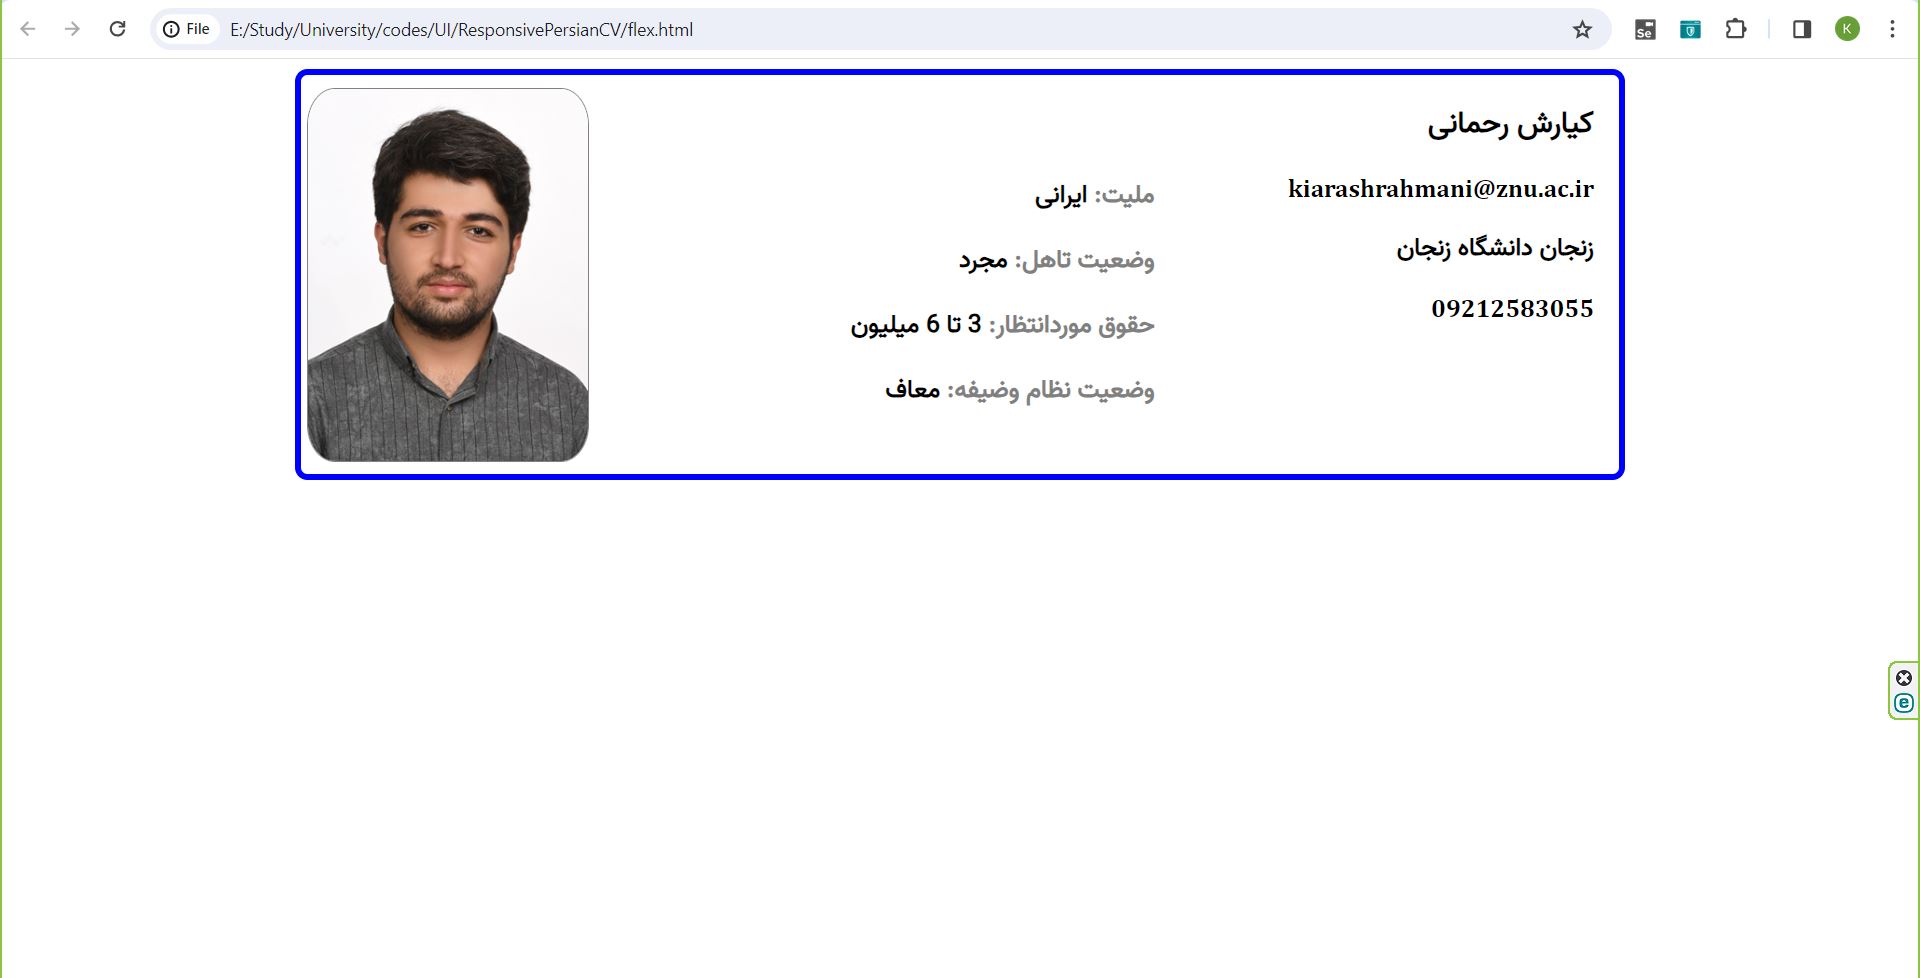 File E:/Study/University/codes/UI/ResponsivePersianCV/flex.html
Se
K
کیارش رحمانی
kiarashrahmani@znu.ac.ir
زنجان دانشگاه زنجان
09212583055
ملیت: ایرانی
وضعیت تاهل: مجرد
حقوق موردانتظار: 3 تا 6 میلیون
وضعیت نظام وضیفه: معاف
e